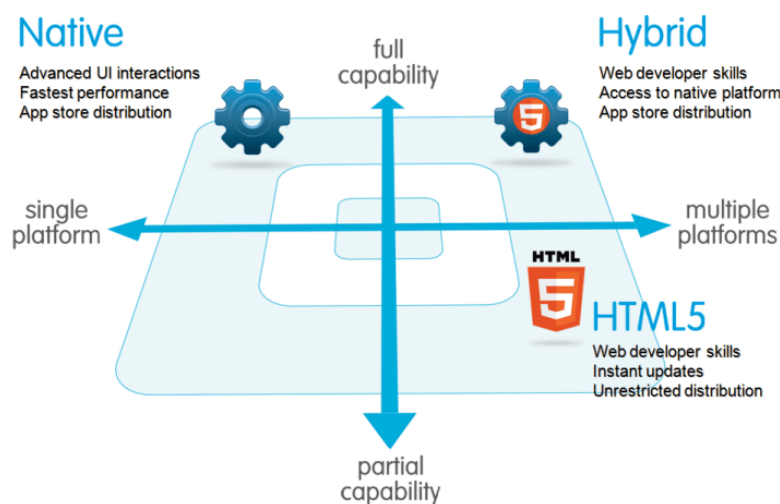 Native
Advanced UI interactions
Fastest performance
App store distribution
full
capability
Hybrid
Web developer skills
Access to native platform
App store distribution
5
single
platform
multiple
platforms
HTML
5
HTML5
Web developer skills
Instant updates
Unrestricted distribution
partial
capability